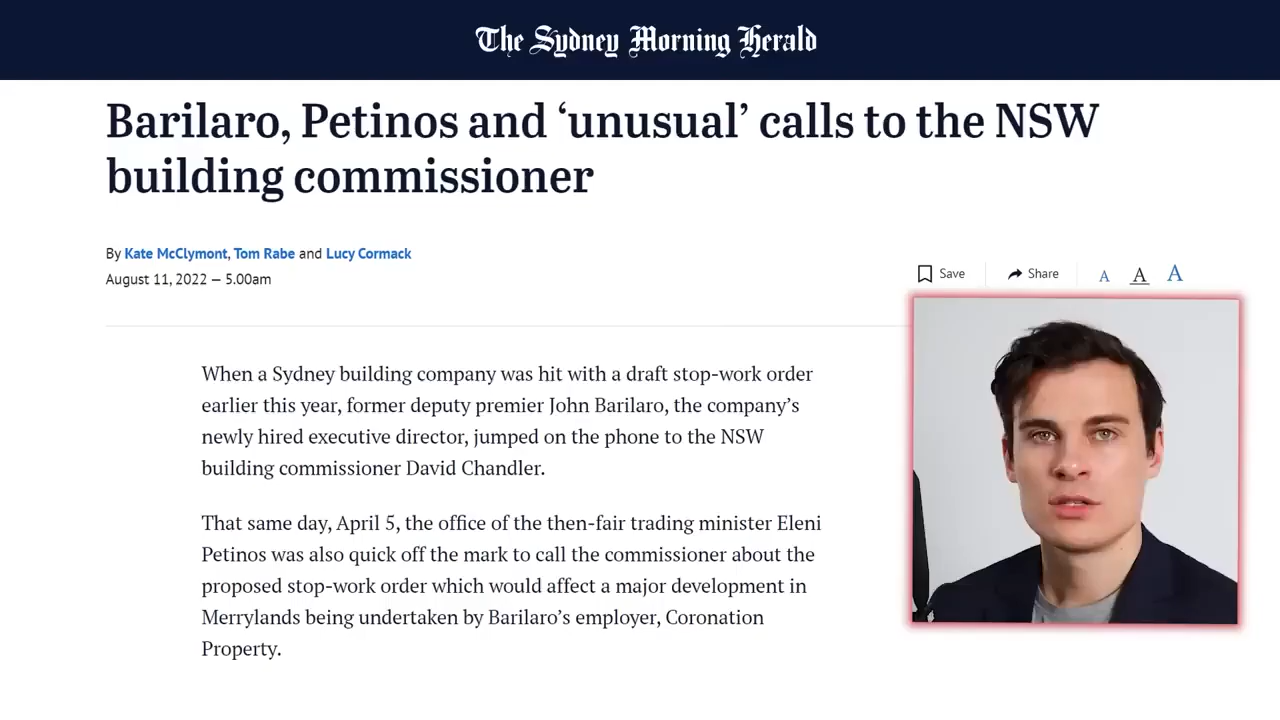 The Sydney Morning Herald
Barilaro, Petinos and ‘unusual’ calls to the NSW
building commissioner
By Kate McClymont, Tom Rabe and Lucy Cormack
August 11, 2022 — 5.00am
Save
Share
A
A
A
When a Sydney building company was hit with a draft stop-work order
earlier this year, former deputy premier John Barilaro, the company’s
newly hired executive director, jumped on the phone to the NSW
building commissioner David Chandler.
That same day, April 5, the office of the then-fair trading minister Eleni
Petinos was also quick off the mark to call the commissioner about the
proposed stop-work order which would affect a major development in
Merrylands being undertaken by Barilaro’s employer, Coronation
Property.